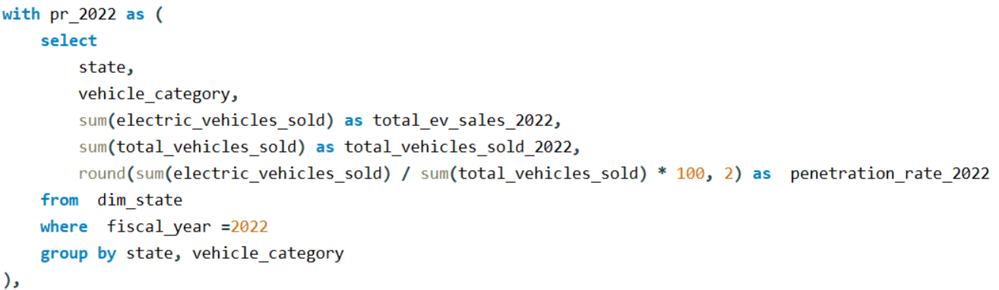 with pr_2022 as (
    select
        state,
        vehicle_category,
        sum(electric_vehicles_sold) as total_ev_sales_2022,
        sum(total_vehicles_sold) as total_vehicles_sold_2022,
        round(sum(electric_vehicles_sold) / sum(total_vehicles_sold) * 100, 2) as  penetration_rate_2022
    from  dim_state
    where  fiscal_year =2022
    group by state, vehicle_category
),